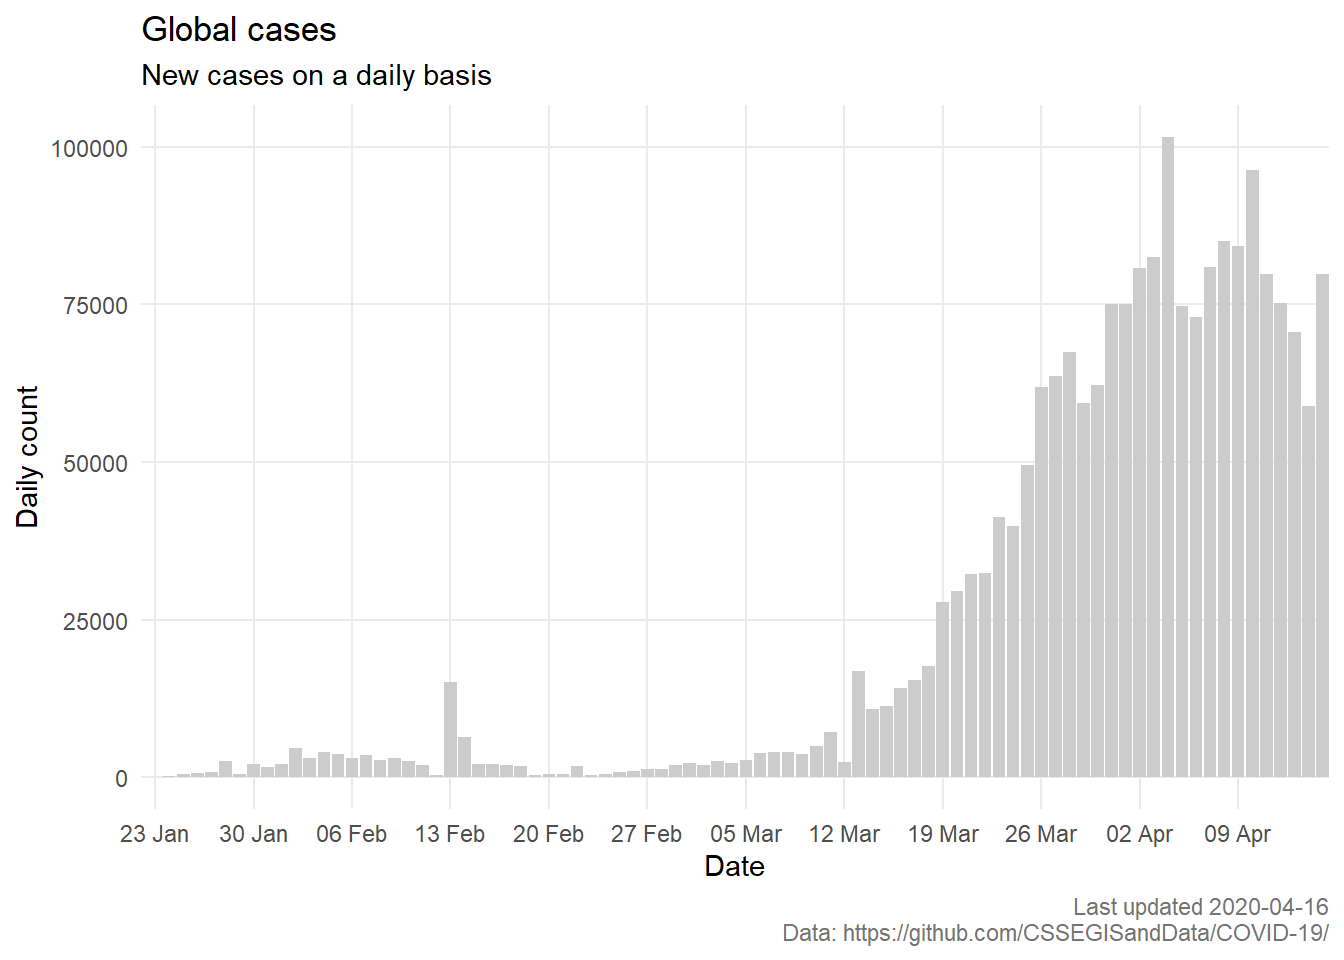 Global cases
New cases on a daily basis
100000
75000
50000
25000
0
Daily count
23 Jan 30 Jan 06 Feb 13 Feb 20 Feb 27 Feb 05 Mar 12 Mar 19 Mar 26 Mar 02 Apr 09 Apr
Date
Last updated 2020-04-16
Data: https://github.com/CSSEGISandData/COVID-19/